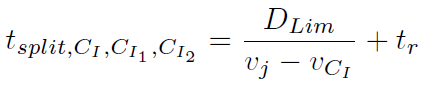 t_{split,C_I,C_{I_1},C_{I_2}} = \frac{D_{Lim}}{v_j - v_{C_I}} + t_r